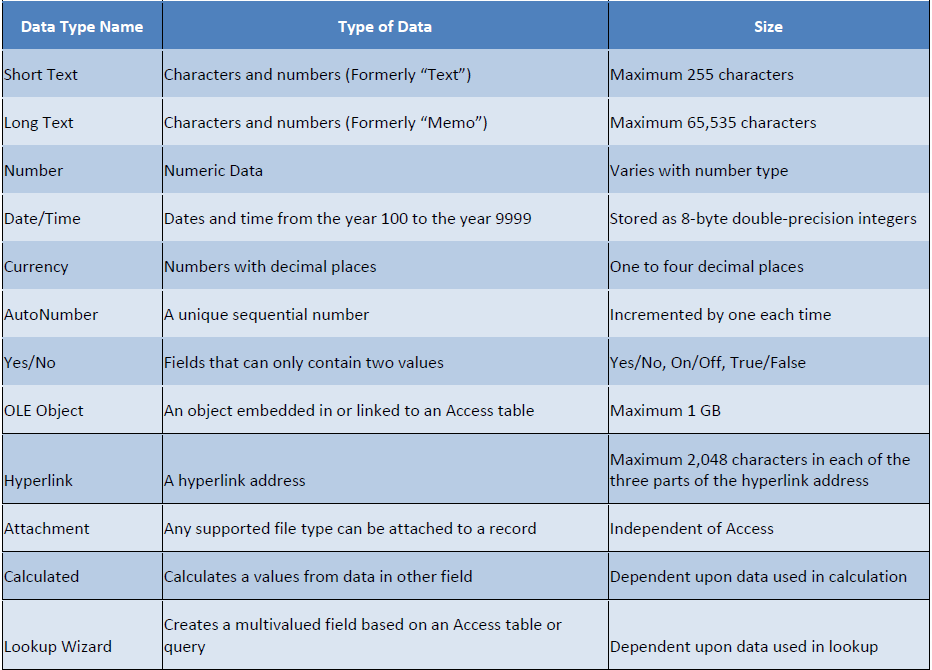 Data Type Name Type of Data Size
Short Text Characters and numbers (Formerly “Text”) Maximum 255 characters
Long Text Characters and numbers (Formerly “Memo”) Maximum 65,535 characters
Number Numeric Data Varies with number type
Date/Time Dates and time from the year 100 to the year 9999 Stored as 8-byte double-precision integers
Currency Numbers with decimal places One to four decimal places
AutoNumber A unique sequential number Incremented by one each time
Yes/No Fields that can only contain two values Yes/No, On/Off, True/False
OLE Object An object embedded in or linked to an Access table Maximum 1 GB
Maximum 2,048 characters in each of the
Hyperlink A hyperlink address three parts of the hyperlink address
Attachment Any supported file type can be attached to a record Independent of Access
Calculated Calculates a values from data in other field Dependent upon data used in calculation
Creates a multivalued field based on an Access table or
Lookup Wizard query Dependent upon data used in lookup